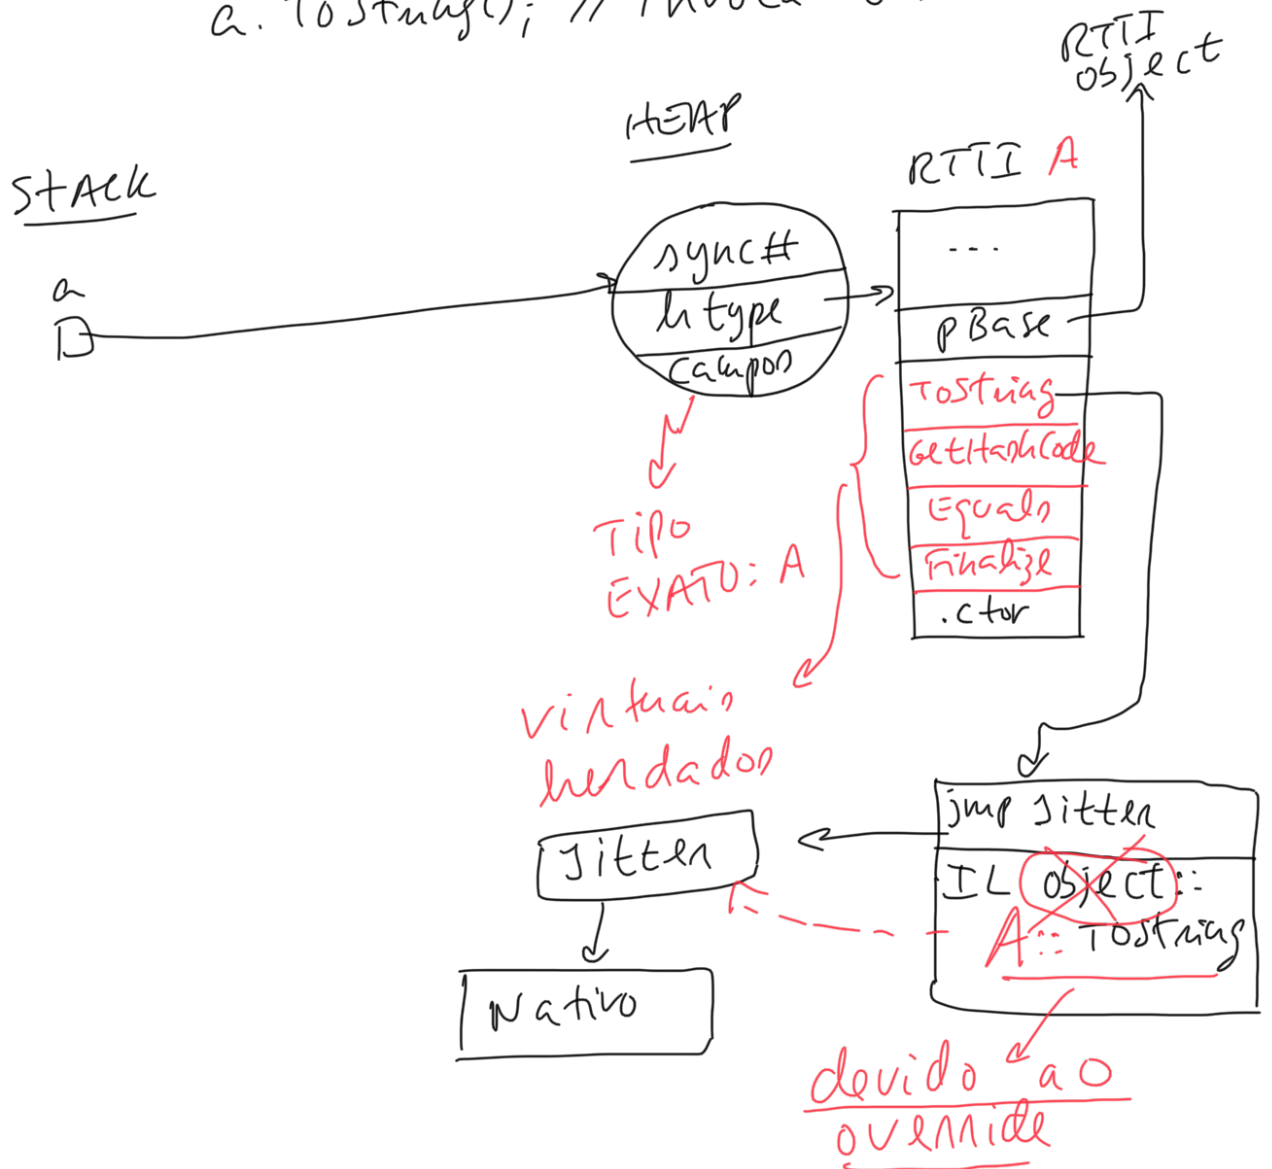 a. ToString(); // invoca
RTTI
object
HEAP
RTTI A
STACK
a
sync#
htype
campos
...
pBase
ToString
GetHashCode
Equals
Finalize
.ctor
Tipo
EXATO: A
virtuais
herdados
jmp Jitter
IL object::
A:: ToString
Jitter
Nativo
devido ao
override